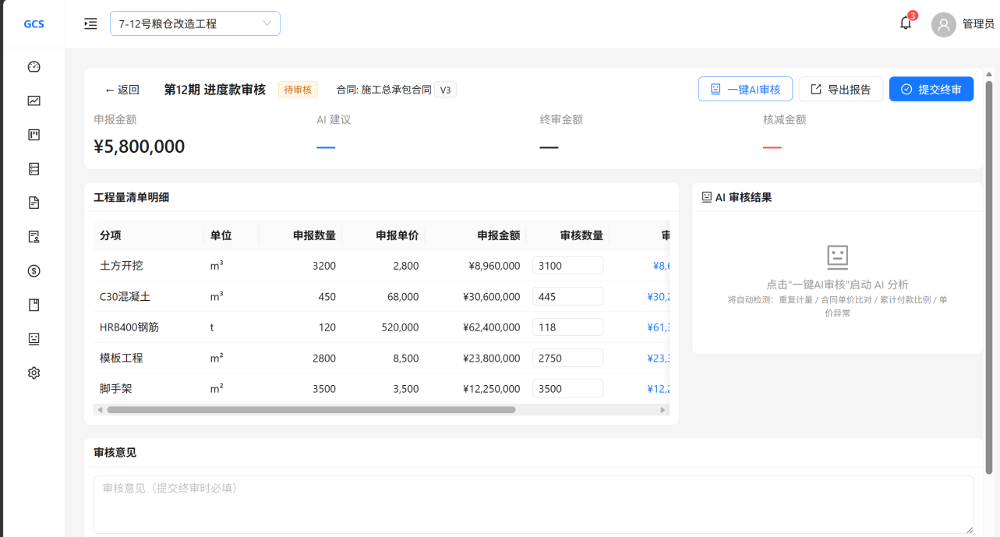 GCS
7-12号粮仓改造工程
3
管理员
← 返回
第12期 进度款审核
待审核
合同: 施工总承包合同
V3
一键AI审核
导出报告
提交终审
申报金额
AI 建议
终审金额
核减金额
¥5,800,000
—
—
—
工程量清单明细
分项 单位 申报数量 申报单价 申报金额 审核数量 审
土方开挖 m³ 3200 2,800 ¥8,960,000 3100 ¥8,6
C30混凝土 m³ 450 68,000 ¥30,600,000 445 ¥30,2
HRB400钢筋 t 120 520,000 ¥62,400,000 118 ¥61,3
模板工程 m² 2800 8,500 ¥23,800,000 2750 ¥23,3
脚手架 m² 3500 3,500 ¥12,250,000 3500 ¥12,2
AI 审核结果
点击"一键AI审核"启动 AI 分析
将自动检测：重复计量 / 合同单价比对 / 累计付款比例 / 单
价异常
审核意见
审核意见（提交终审时必填）